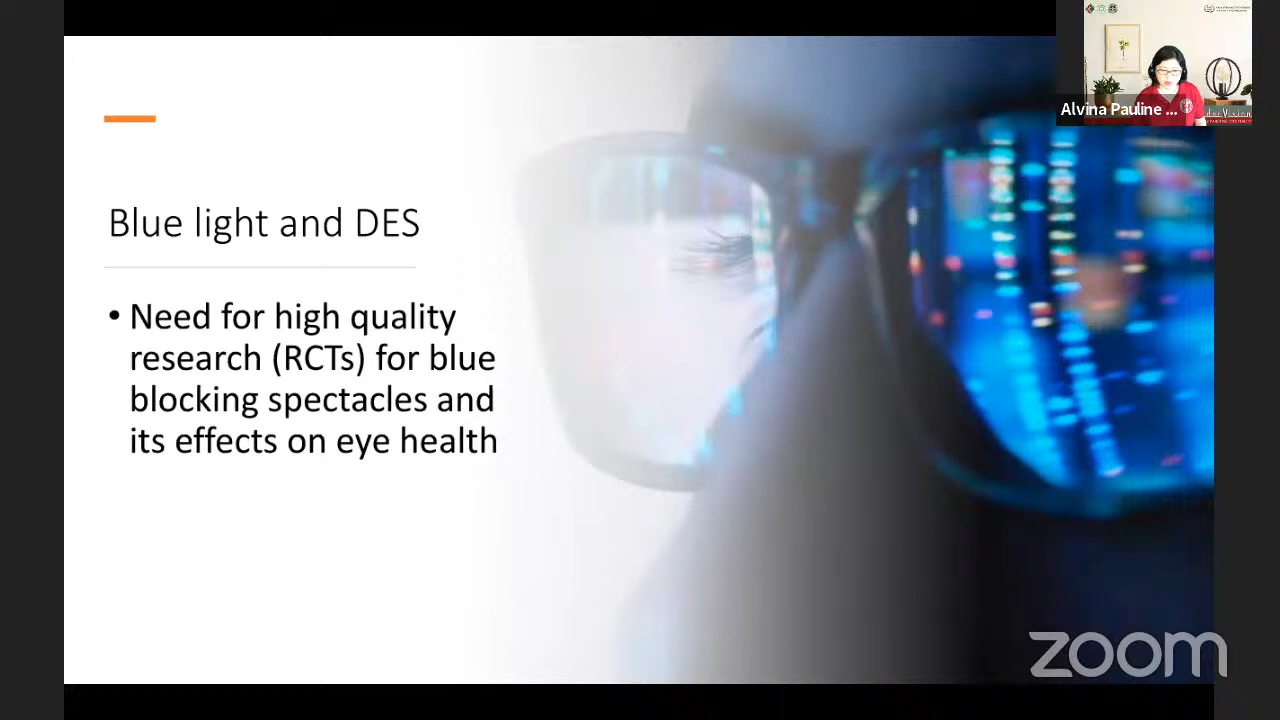 Alvina Pauline ...
Blue light and DES
• Need for high quality
research (RCTs) for blue
blocking spectacles and
its effects on eye health
zoom